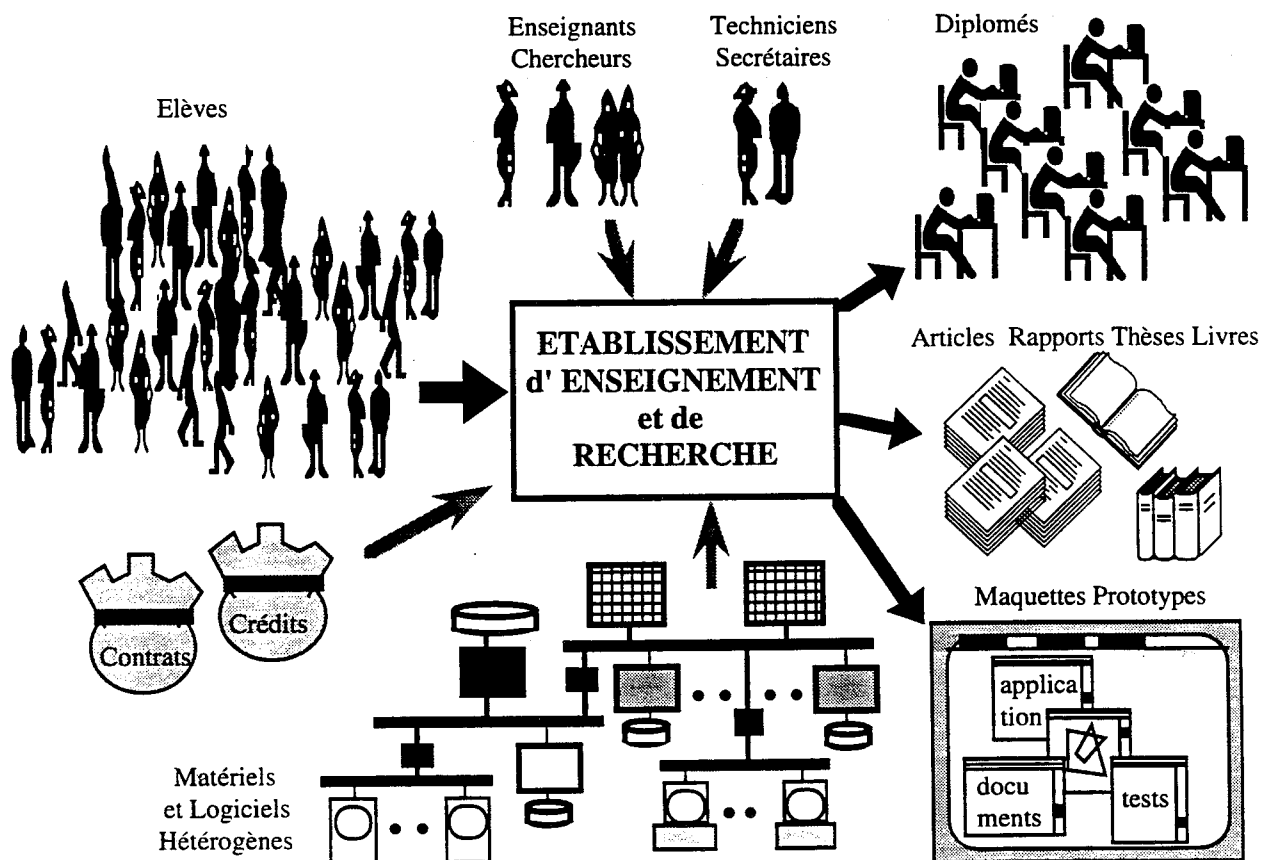 Enseignants
Chercheurs
Techniciens
Secrétaires
Diplomés
Elèves
ETABLISSEMENT
d' ENSEIGNEMENT
et de
RECHERCHE
Articles Rapports Thèses Livres
Crédits
Contrats
Maquettes Prototypes
applica
tion
docu
ments
tests
Matériels
et Logiciels
Hétérogènes